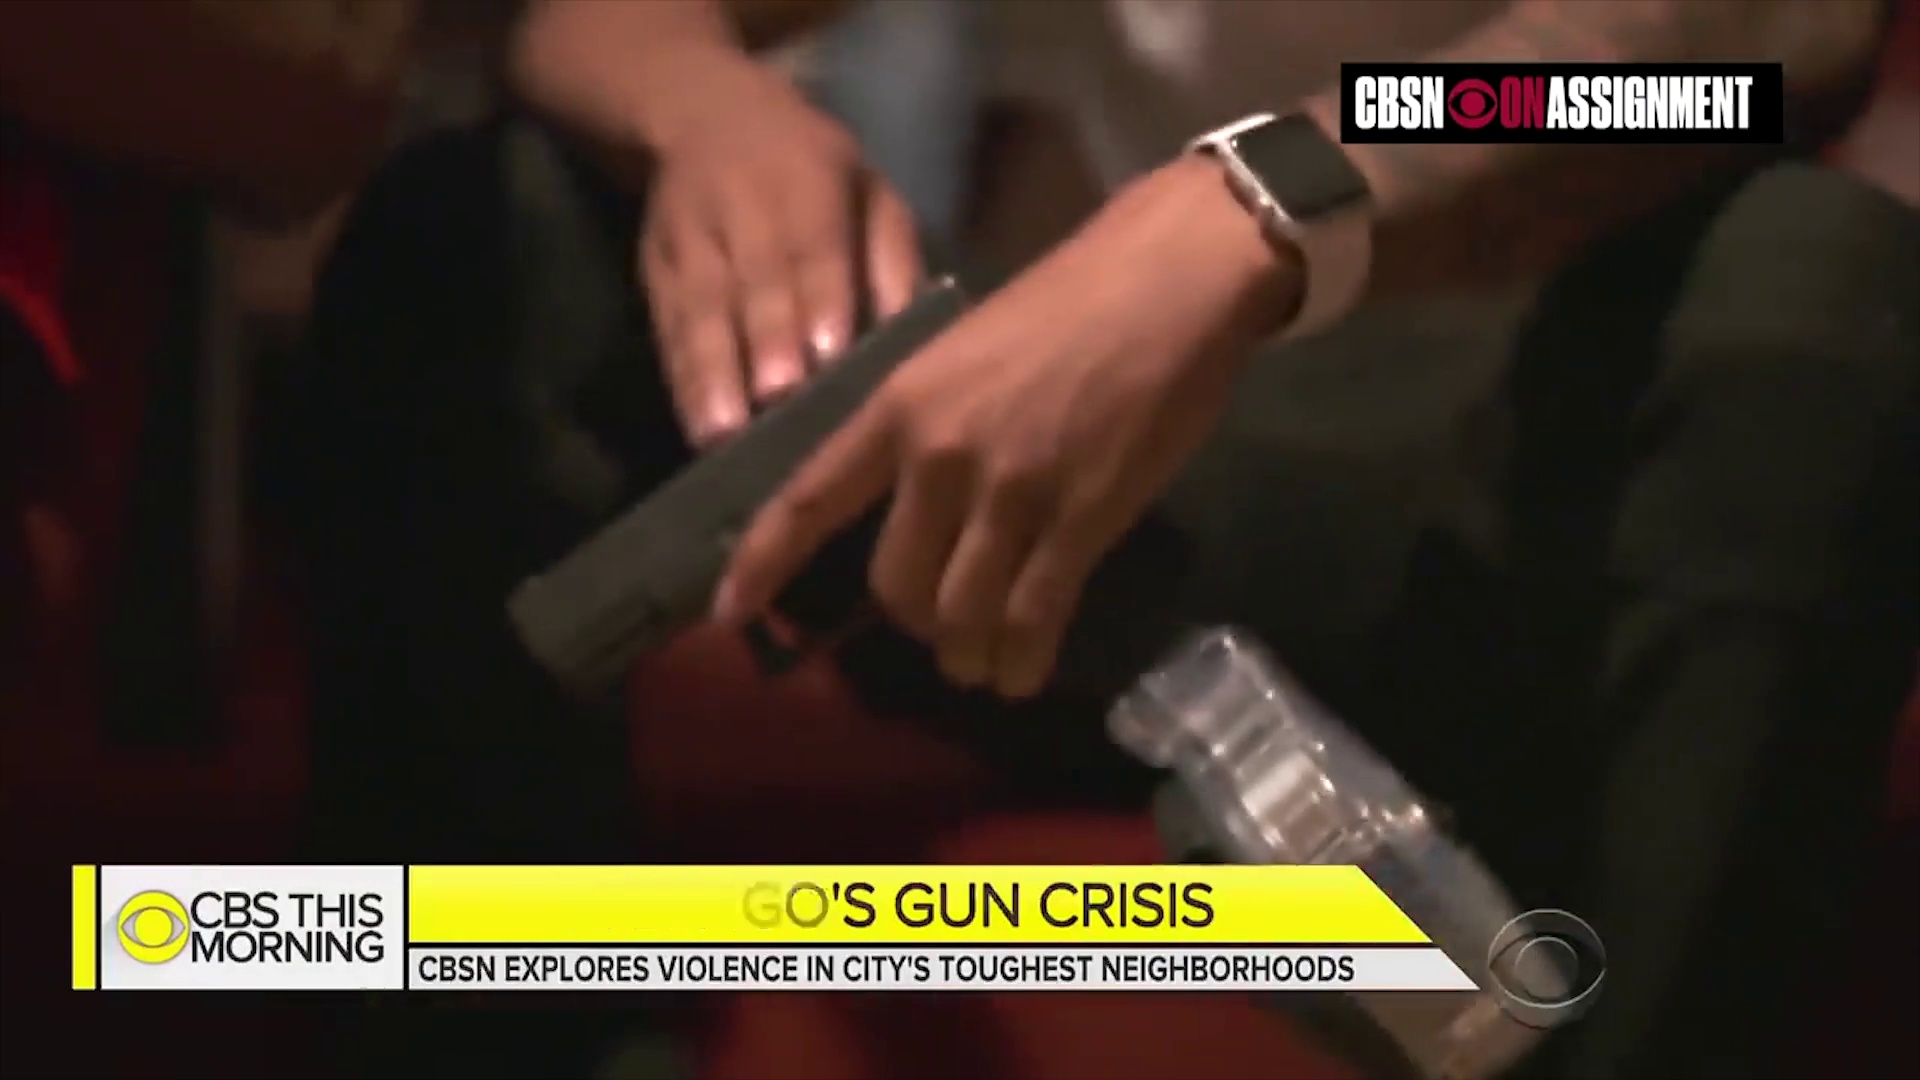 CBSN ON ASSIGNMENT
GO'S GUN CRISIS
CBS THIS
MORNING
CBSN EXPLORES VIOLENCE IN CITY'S TOUGHEST NEIGHBORHOODS